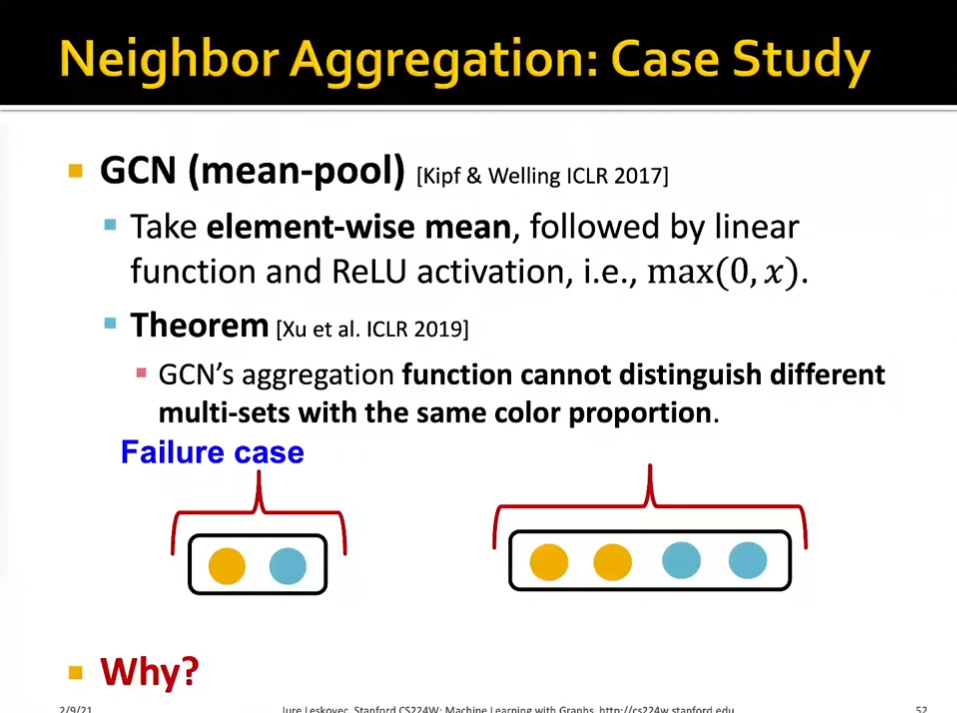 Neighbor Aggregation: Case Study
GCN (mean-pool) [Kipf & Welling ICLR 2017]
Take element-wise mean, followed by linear
function and ReLU activation, i.e., max(0, x).
Theorem [Xu et al. ICLR 2019]
GCN's aggregation function cannot distinguish different
multi-sets with the same color proportion.
Failure case
Why?
2/9/21 Jure Leskovec, Stanford CS224W: Machine Learning with Graphs, http://cs224w.stanford.edu 52